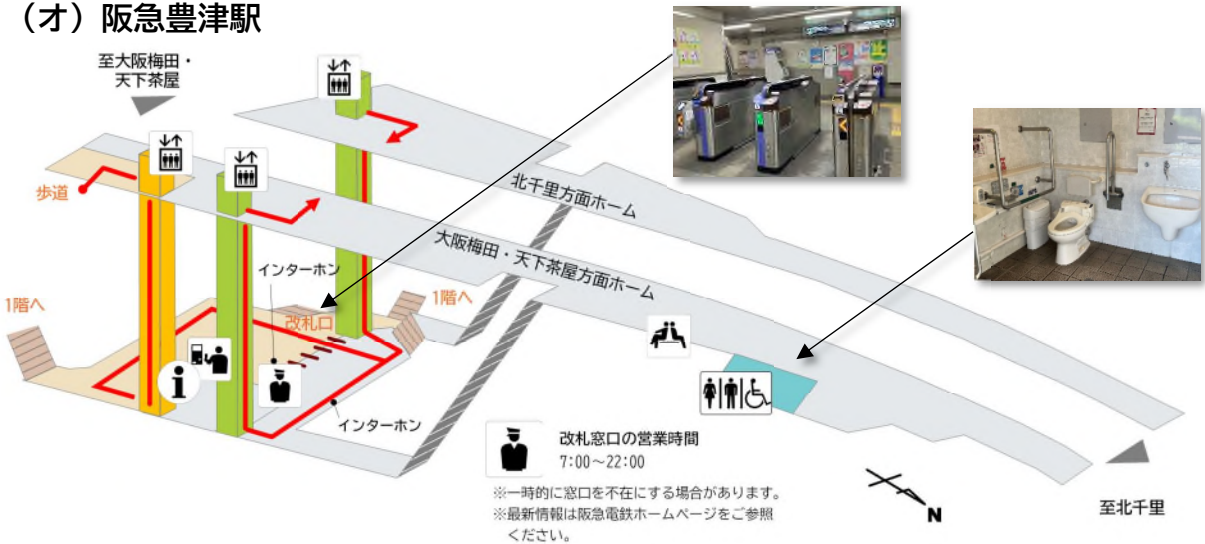 （オ）阪急豊津駅
至大阪梅田・
天下茶屋
歩道
北千里方面ホーム
大阪梅田・天下茶屋方面ホーム
インターホン
1階へ
1階へ
改札口
インターホン
改札窓口の営業時間
7:00～22:00
※一時的に窓口を不在にする場合があります。
※最新情報は阪急電鉄ホームページをご参照
ください。
N
至北千里